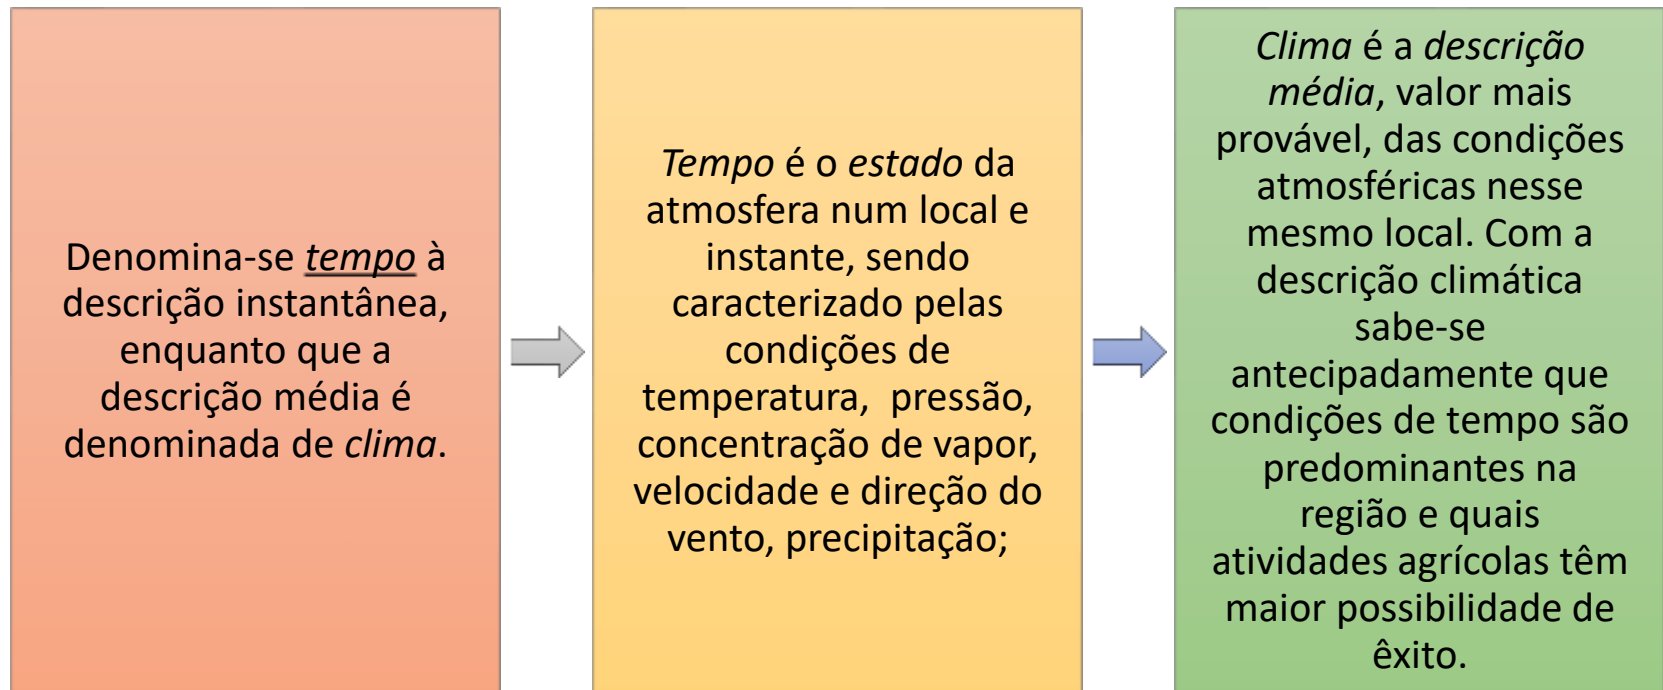 Denomina-se tempo à
descrição instantânea,
enquanto que a
descrição média é
denominada de clima.
Tempo é o estado da
atmosfera num local e
instante, sendo
caracterizado pelas
condições de
temperatura,  pressão,
concentração de vapor,
velocidade e direção do
vento, precipitação;
Clima é a descrição
média, valor mais
provável, das condições
atmosféricas nesse
mesmo local. Com a
descrição climática
sabe-se
antecipadamente que
condições de tempo são
predominantes na
região e quais
atividades agrícolas têm
maior possibilidade de
êxito.